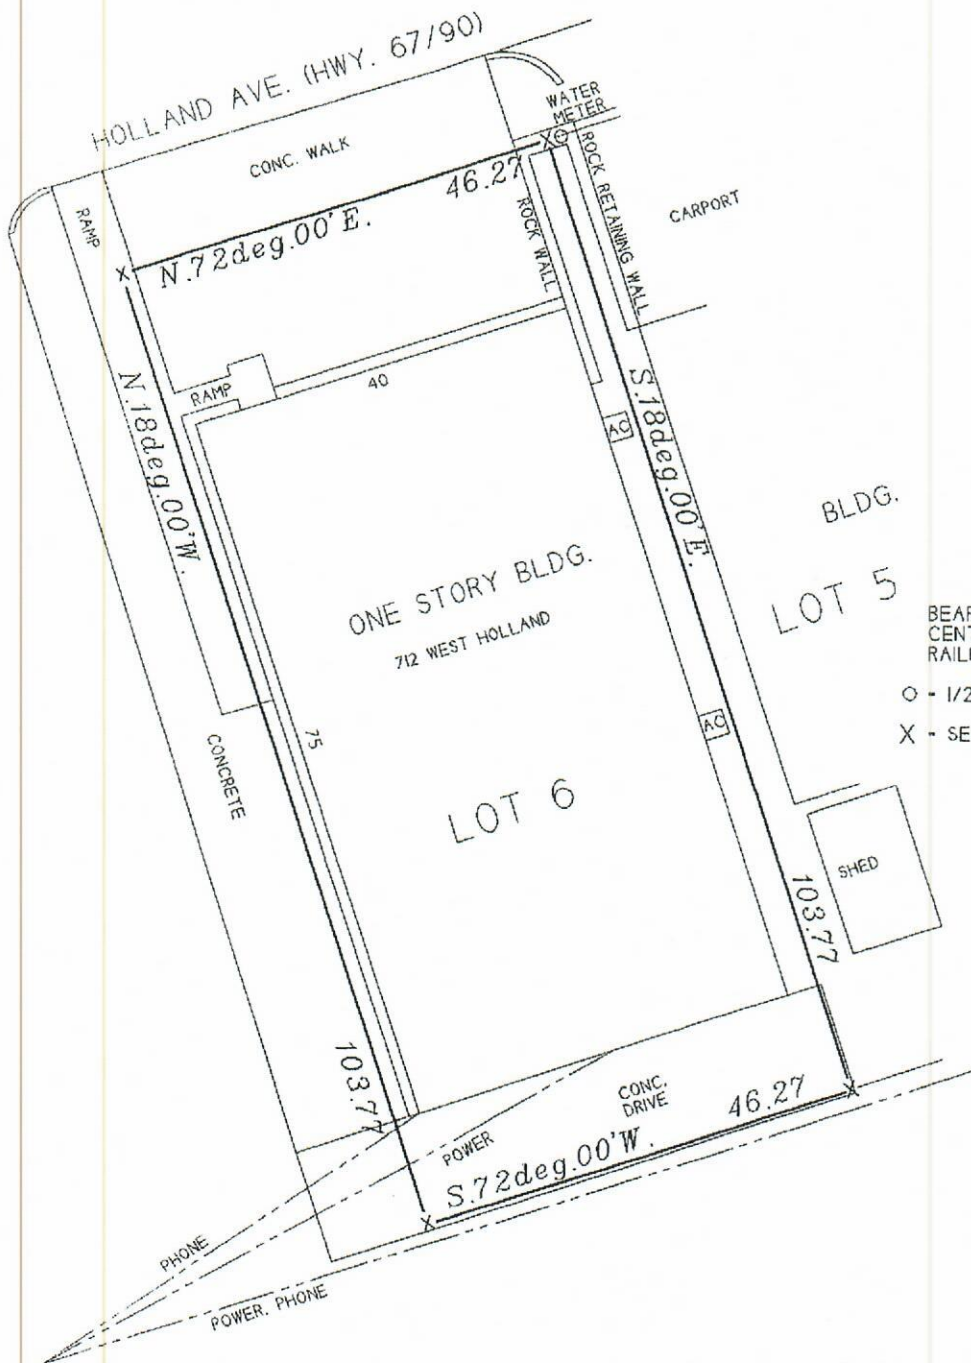 HOLLAND AVE. (HWY. 67/90)
WATER
METER
CONC. WALK
RAMP
46.27
N.72deg.00'E.
ROCK WALL
ROCK RETAINING WALL
CARPORT
RAMP
40
N.18deg.00'W.
AC
S.18deg.00'E.
BLDG.
ONE STORY BLDG.
712 WEST HOLLAND
LOT 5
CENT
O - 1/2
X - SE
75
AC
CONCRETE
LOT 6
SHED
103.77
103.77
CONC.
DRIVE
46.27
POWER
S.72deg.00'W.
PHONE
POWER, PHONE